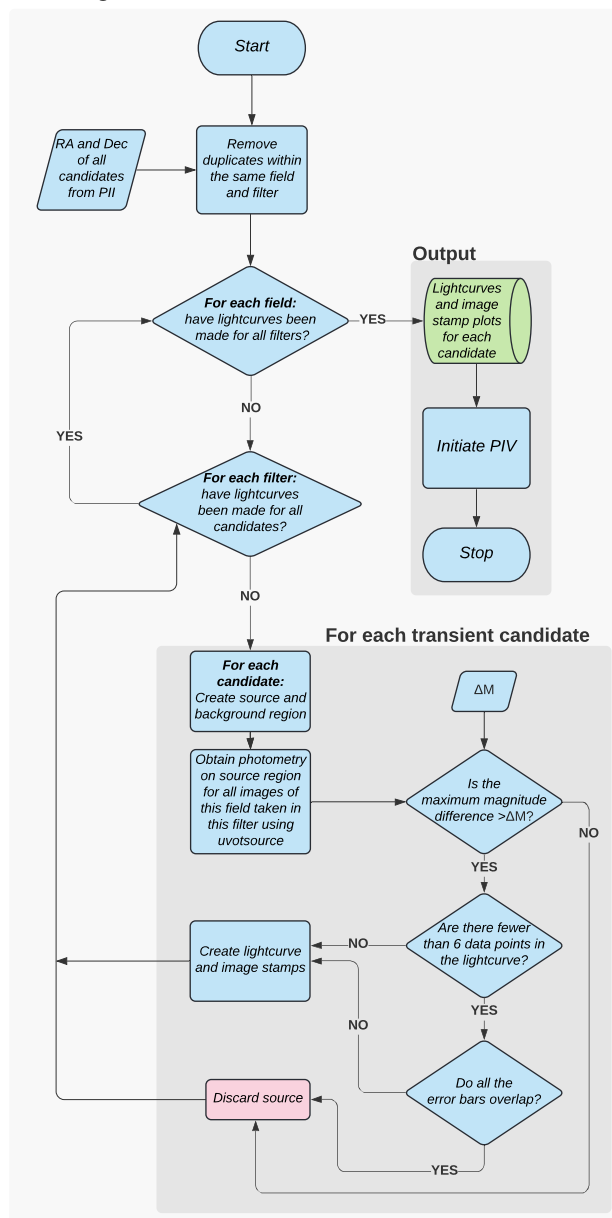 Start
RA and Dec
of all
candidates
from PII
Remove
duplicates within
the same field
and filter
For each field:
have lightcurves been
made for all filters?
YES
Output
Lightcurves
and image
stamp plots
for each
candidate
NO
YES
Initiate PIV
For each filter:
have lightcurves
been made for all
candidates?
Stop
NO
For each transient candidate
For each
candidate:
Create source and
background region
ΔM
Obtain photometry
on source region
for all images of
this field taken in
this filter using
uvotsource
Is the
maximum magnitude
difference >ΔM?
NO
YES
Are there fewer
than 6 data points in
the lightcurve?
NO
Create lightcurve
and image stamps
YES
NO
Do all the
error bars overlap?
Discard source
YES